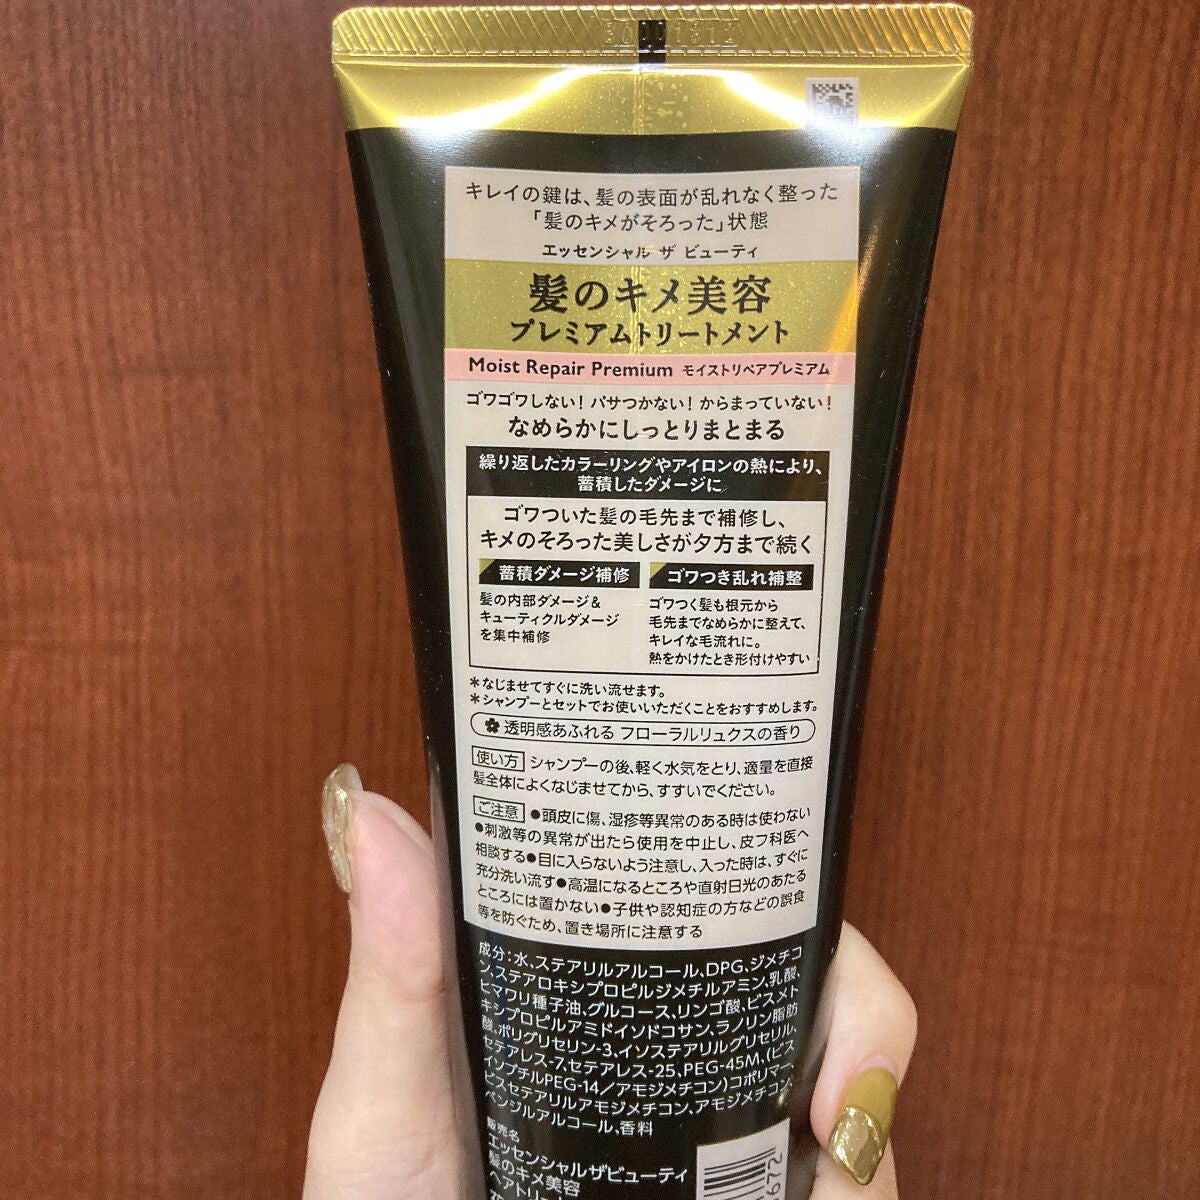 キレイの鍵は、髪の表面が乱れなく整った
「髪のキメがそろった」状態
エッセンシャル ザ ビューティ
髪のキメ美容
プレミアムトリートメント
Moist Repair Premium モイストリペアプレミアム
ゴワゴワしない! パサつかない! からまっていない!
なめらかにしっとりまとまる
繰り返したカラーリングやアイロンの熱により、
蓄積したダメージに
ゴワついた髪の毛先まで補修し、
キメのそろった美しさが夕方まで続く
蓄積ダメージ補修
髪の内部ダメージ&
キューティクルダメージ
を集中補修
ゴワつき乱れ補整
ゴワつく髪も根元から
毛先までなめらかに整えて、
キレイな毛流れに。
熱をかけたとき形付けやすい
*なじませてすぐに洗い流せます。
*シャンプーとセットでお使いいただくことをおすすめします。
透明感あふれる フローラルリュクスの香り
使い方 シャンプーの後、軽く水気をとり、適量を直接
髪全体によくなじませてから、すすいでください。
ご注意 ●頭皮に傷、湿疹等異常のある時は使わない
●刺激等の異常が出たら使用を中止し、皮フ科医へ
相談する●目に入らないよう注意し、入った時は、すぐに
充分洗い流す●高温になるところや直射日光のあたる
ところには置かない●子供や認知症の方などの誤食
等を防ぐため、置き場所に注意する
成分:水、ステアリルアルコール、DPG、ジメチコ
ン、ステアロキシプロピルジメチルアミン、乳酸、
ヒマワリ種子油、グルコース、リンゴ酸、ビスメト
キシプロピルアミドイソドコサン、ラノリン脂肪
酸、ポリグリセリン-3、イソステアリルグリセリル、
セテアレス-7、セテアレス-25、PEG-45M、(ビス
イソブチルPEG-14/アモジメチコン)コポリマー、
ビスセテアリルアモジメチコン、アモジメチコン、
ベンジルアルコール、香料
販売名
エッセンシャルザビューティ
髪のキメ美容